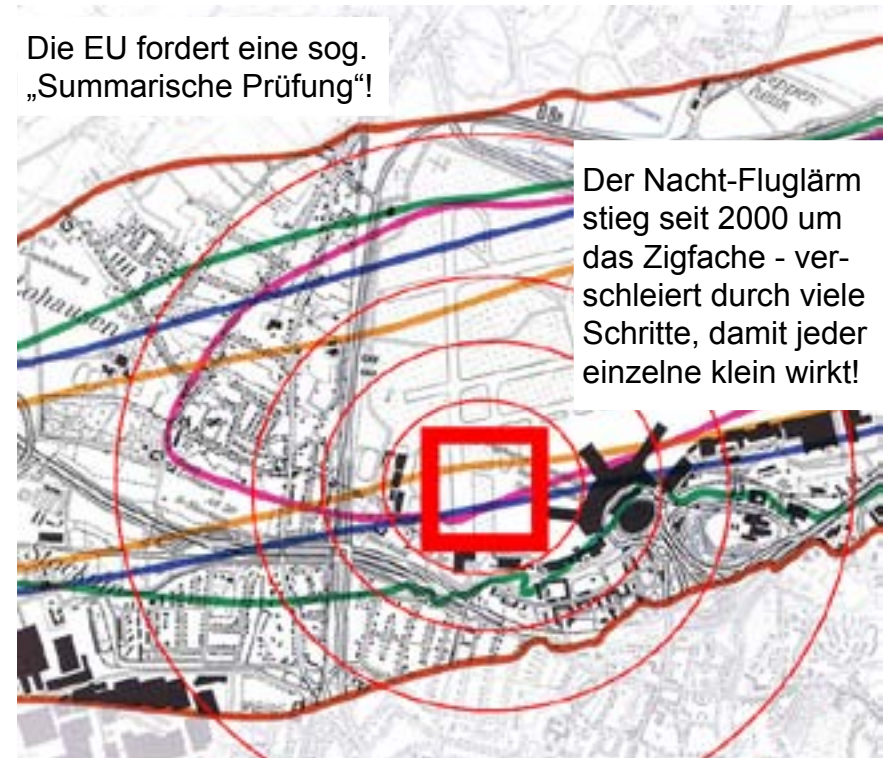 Die EU fordert eine sog.
„Summarische Prüfung“!
Der Nacht-Fluglärm
stieg seit 2000 um
das Zigfache - ver-
schleiert durch viele
Schritte, damit jeder
einzelne klein wirkt!
ohausen